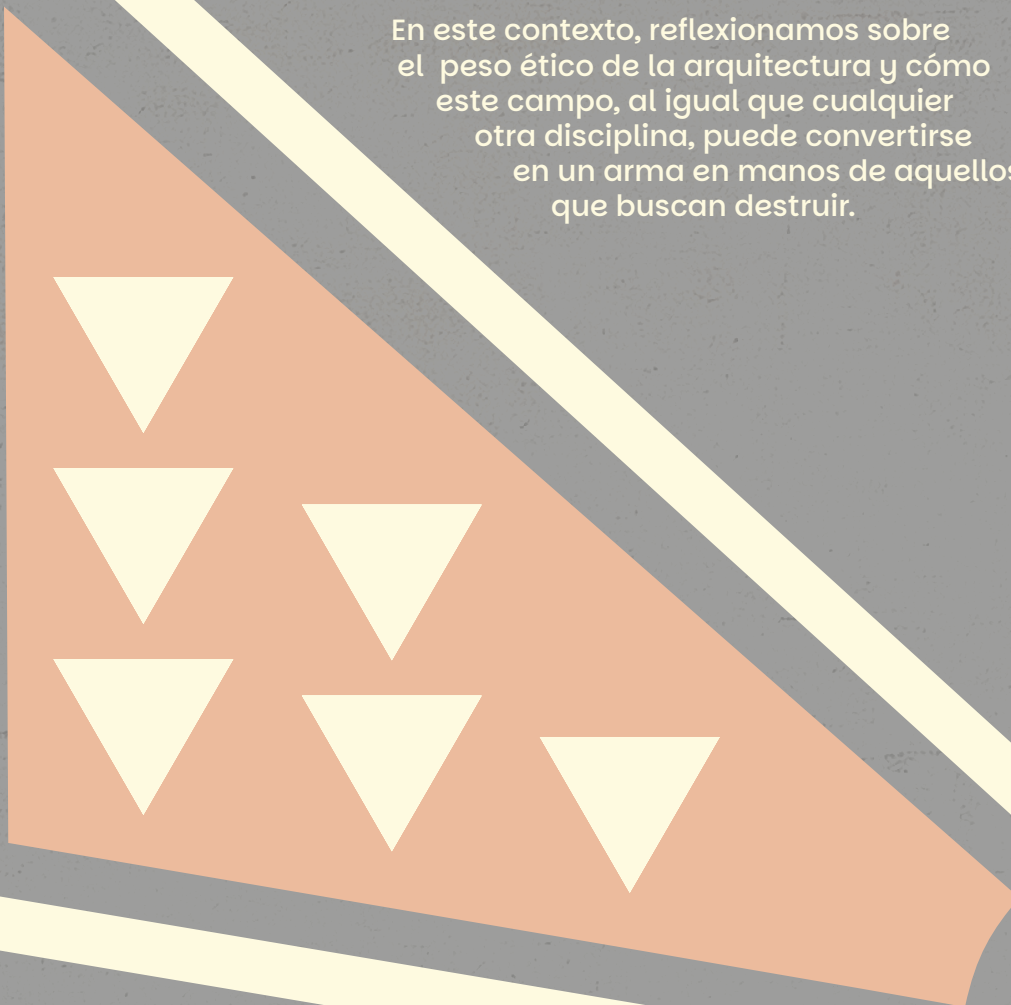 En este contexto, reflexionamos sobre
el peso ético de la arquitectura y cómo
este campo, al igual que cualquier
otra disciplina, puede convertirse
en un arma en manos de aquellos
que buscan destruir.